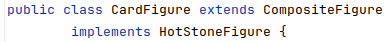 public class CardFigure extends CompositeFigure
implements HotStoneFigure {